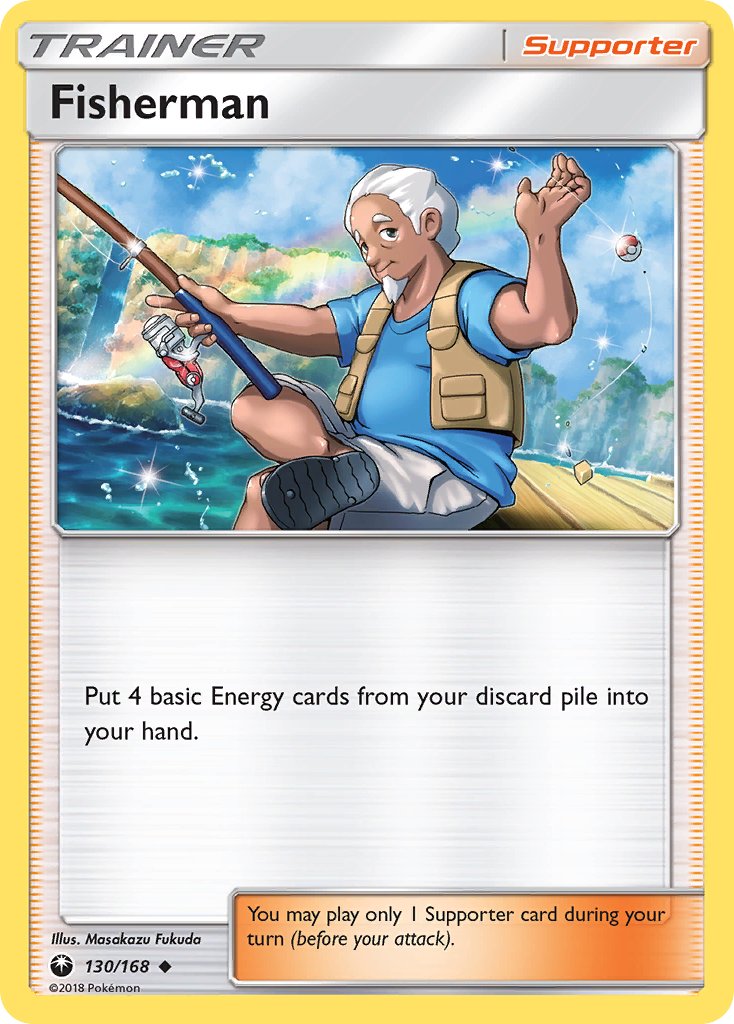 TRAINER
Supporter
Fisherman
Put 4 basic Energy cards from your discard pile into
your hand.
You may play only 1 Supporter card during your
turn (before your attack).
Illus. Masakazu Fukuda
130/168
©2018 Pokémon